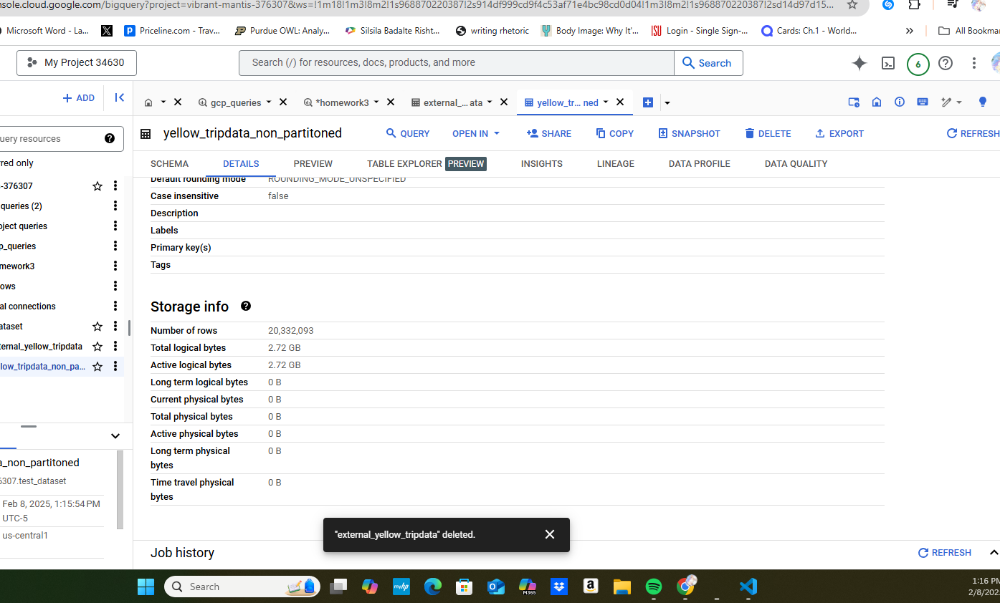 nsole.cloud.google.com/bigquery?project=vibrant-mantis-376307&ws=!1m18!1m3!8m2!1s968870220387!2s914df999cd9f4c53af71e4bc98cd0d04!1m3!8m2!1s968870220387!2sd14d97d15...
Microsoft Word - La... Priceline.com - Trav... Purdue OWL: Analy... Silsila Badalte Risht... writing rhetoric Body Image: Why It'... ISU Login - Single Sign-... Cards: Ch.1 - World... » All Bookmar
My Project 34630 Search (/) for resources, docs, products, and more Search 6
+ ADD gcp_queries *homework3 external_... ata yellow_tr... ned
uery resources yellow_tripdata_non_partitoned QUERY OPEN IN SHARE COPY SNAPSHOT DELETE EXPORT REFRESH
red only SCHEMA DETAILS PREVIEW TABLE EXPLORER PREVIEW INSIGHTS LINEAGE DATA PROFILE DATA QUALITY
Default rounding mode ROUNDING_MODE_UNSPECIFIED
-376307 Case insensitive false
queries (2) Description
ject queries Labels
p_queries Primary key(s)
mework3 Tags
ows
al connections Storage info
ataset Number of rows 20,332,093
ternal_yellow_tripdata Total logical bytes 2.72 GB
low_tripdata_non_pa... Active logical bytes 2.72 GB
Long term logical bytes 0 B
Current physical bytes 0 B
Total physical bytes 0 B
Active physical bytes 0 B
Long term physical bytes 0 B
a_non_partitoned
6307.test_dataset Time travel physical bytes 0 B
Feb 8, 2025, 1:15:54 PM
UTC-5
us-central1 "external_yellow_tripdata" deleted.
Job history REFRESH
Search myhp M365 a 1:16 PM
2/8/202